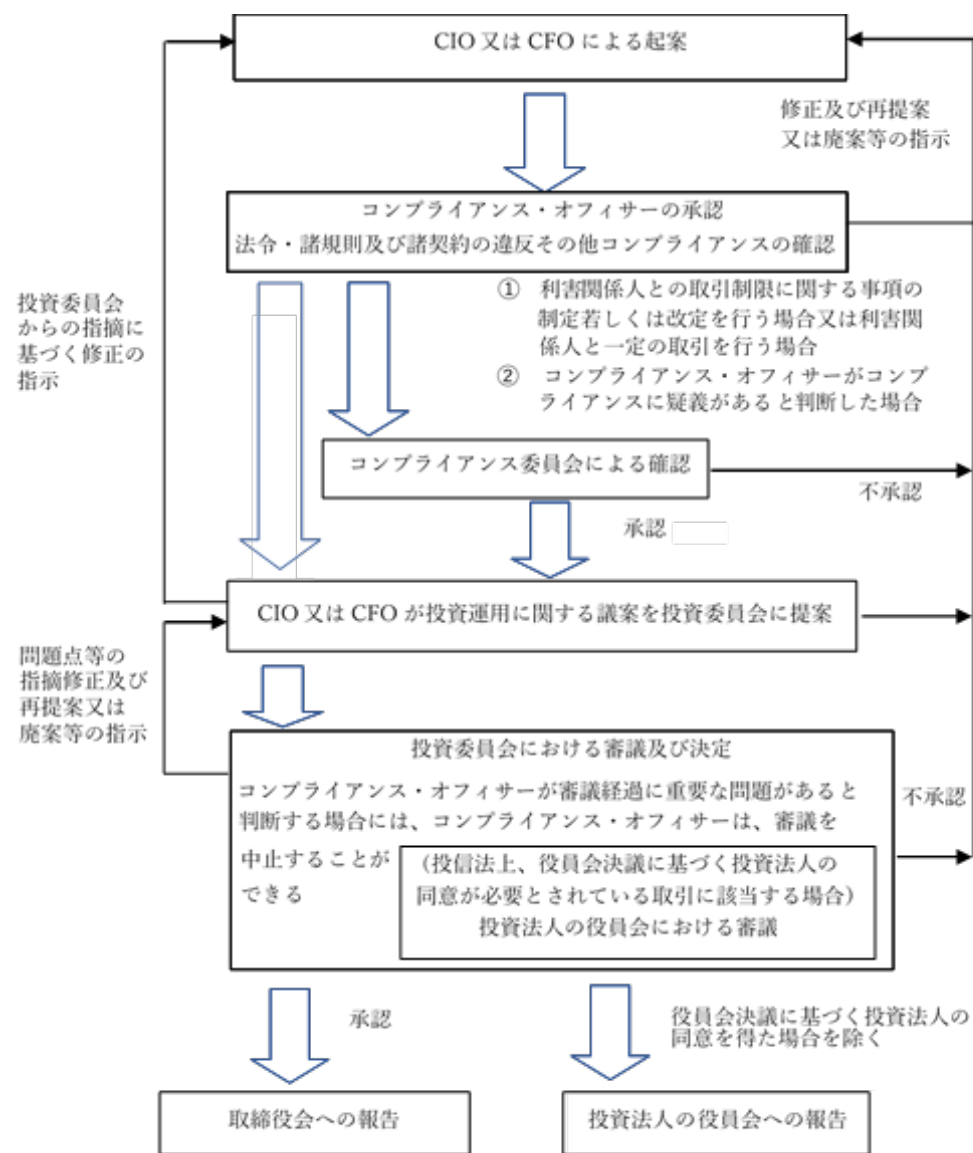 CIO 又は CFO による起案
修正及び再提案
又は廃案等の指示
コンプライアンス・オフィサーの承認
法令・諸規則及び諸契約の違反その他コンプライアンスの確認
① 利害関係人との取引制限に関する事項の
制定若しくは改定を行う場合又は利害関
係人と一定の取引を行う場合
② コンプライアンス・オフィサーがコンプ
ライアンスに疑義があると判断した場合
投資委員会
からの指摘に
基づく修正の
指示
コンプライアンス委員会による確認
不承認
承認
CIO 又は CFO が投資運用に関する議案を投資委員会に提案
問題点等の
指摘修正及び
再提案又は
廃案等の指示
投資委員会における審議及び決定
コンプライアンス・オフィサーが審議経過に重要な問題があると
判断する場合には、コンプライアンス・オフィサーは、審議を
中止することが
できる
(投信法上、役員会決議に基づく投資法人の
同意が必要とされている取引に該当する場合)
投資法人の役員会における審議
不承認
承認
役員会決議に基づく投資法人の
同意を得た場合を除く
取締役会への報告
投資法人の役員会への報告